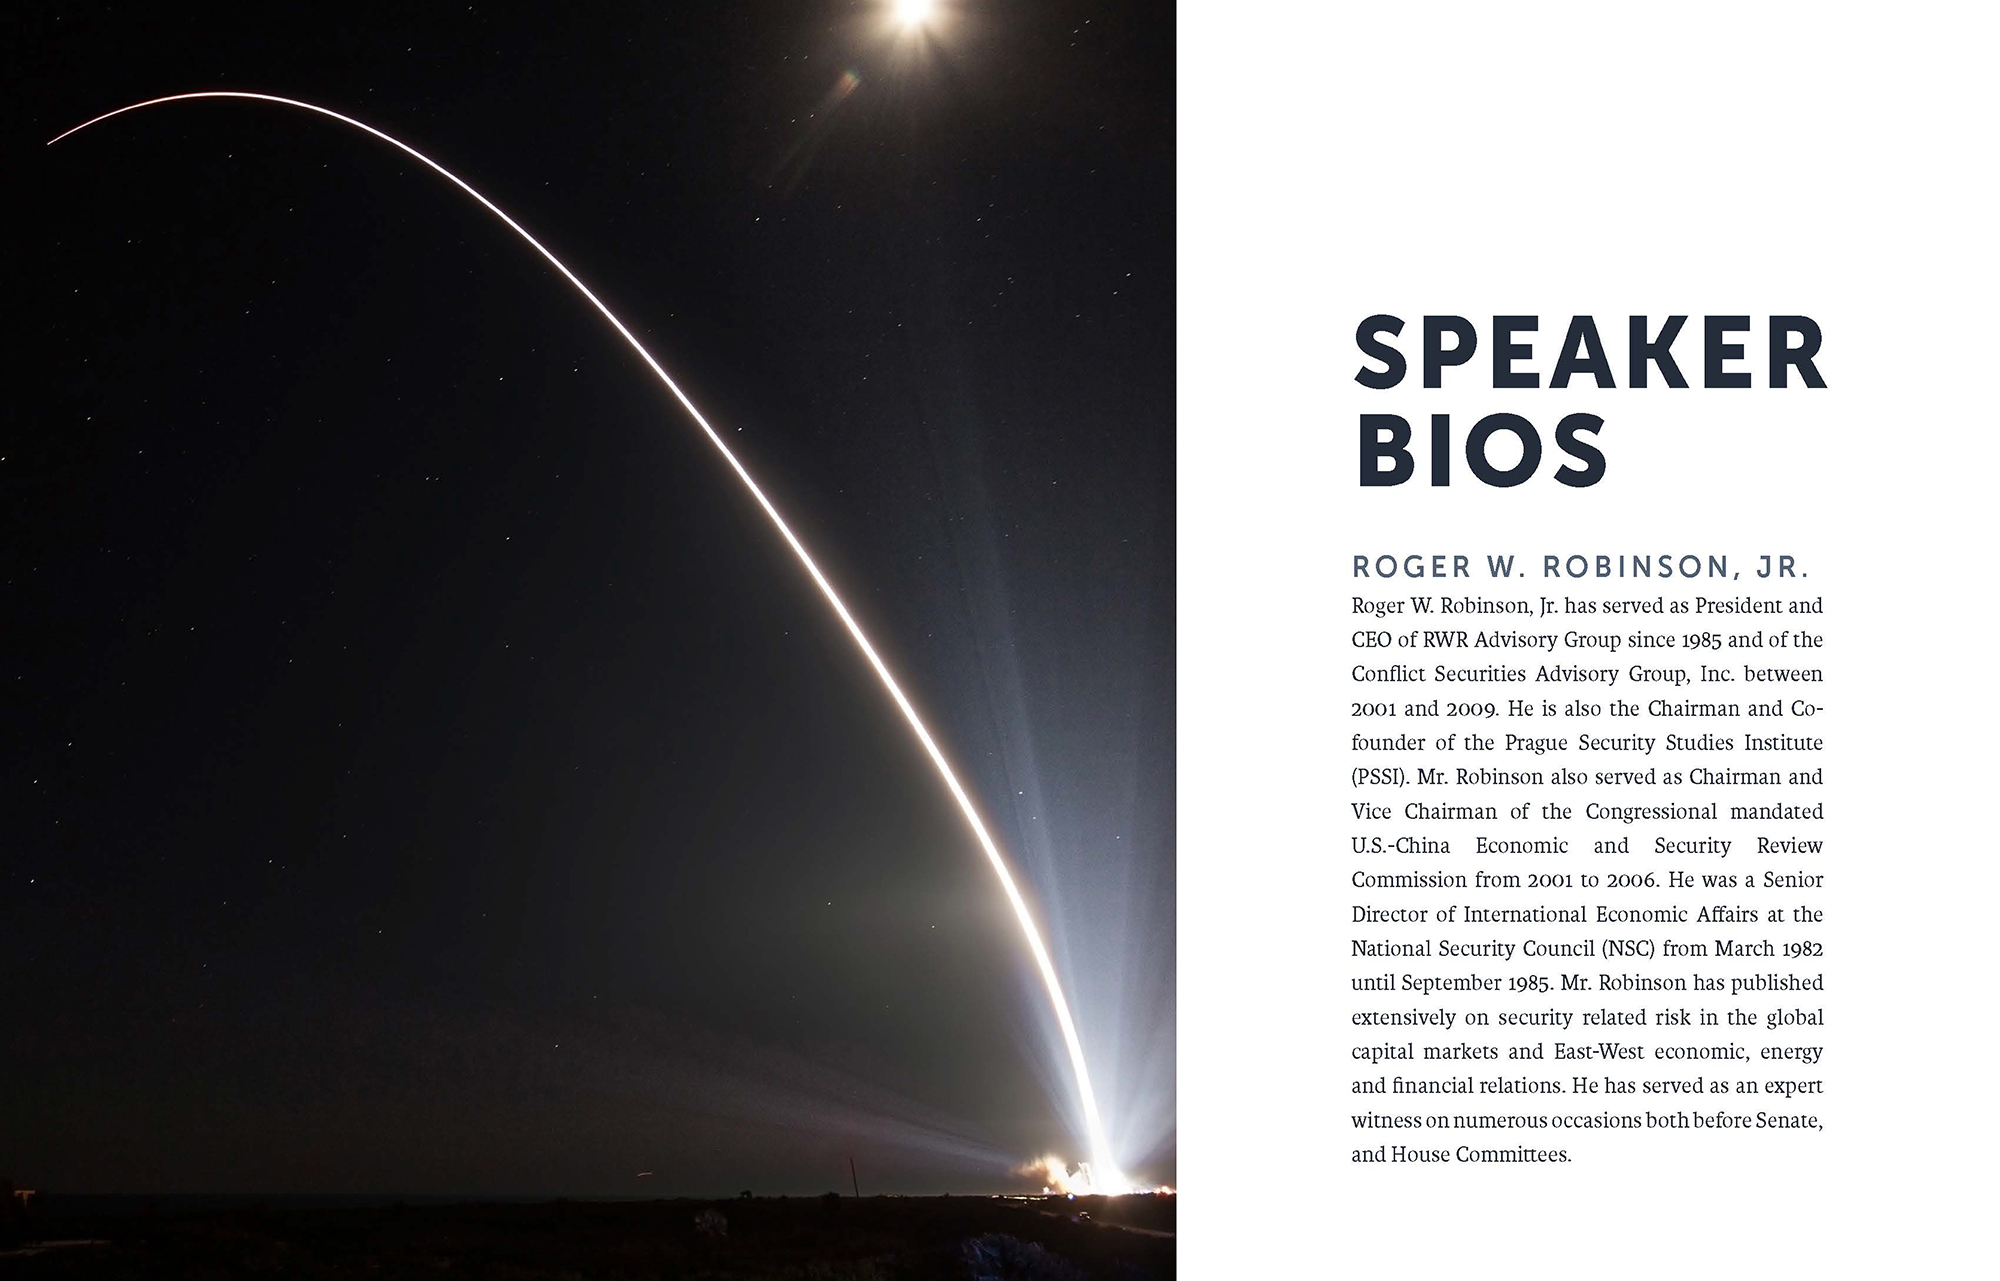 SPEAKER
BIOS
ROGER W. ROBINSON, JR.
Roger W. Robinson, Jr. has served as President and
CEO of RWR Advisory Group since 1985 and of the
Conflict Securities Advisory Group, Inc. between
2001 and 2009. He is also the Chairman and Co-
founder of the Prague Security Studies Institute
(PSSI). Mr. Robinson also served as Chairman and
Vice Chairman of the Congressional mandated
U.S.-China Economic and Security Review
Commission from 2001 to 2006. He was a Senior
Director of International Economic Affairs at the
National Security Council (NSC) from March 1982
until September 1985. Mr. Robinson has published
extensively on security related risk in the global
capital markets and East-West economic, energy
and financial relations. He has served as an expert
witness on numerous occasions both before Senate,
and House Committees.